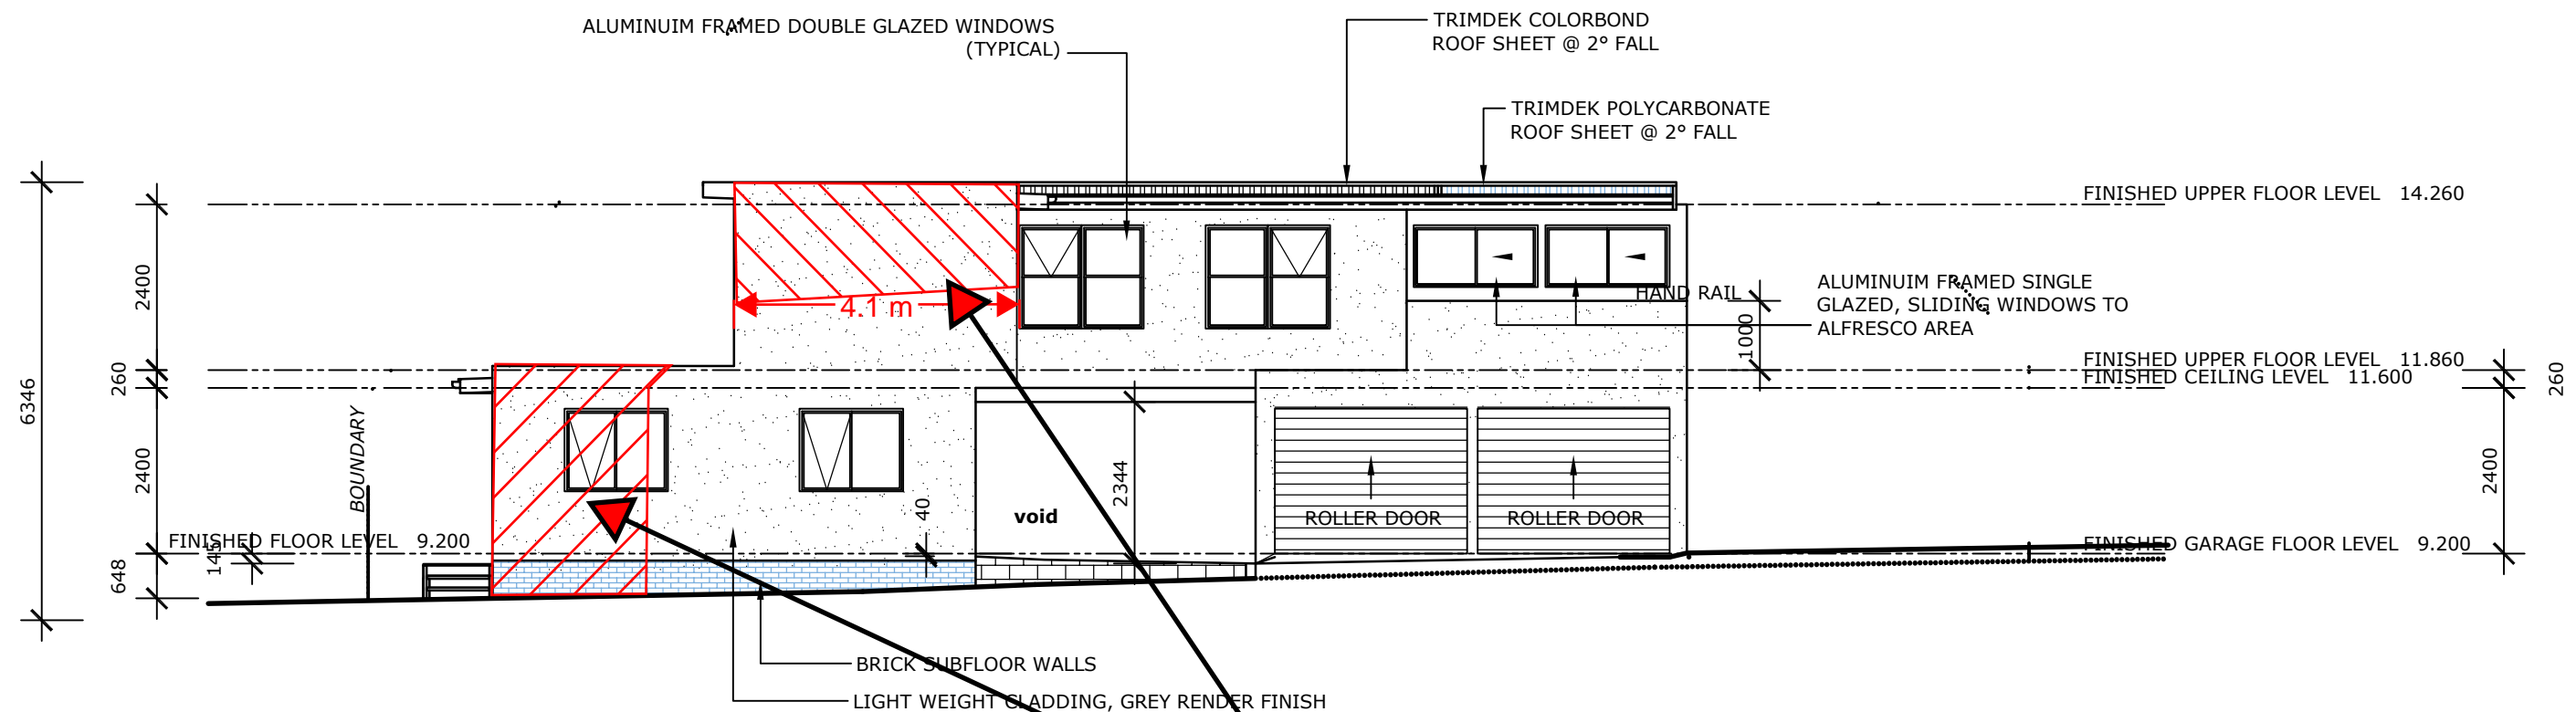 ALUMINUIM FRAMED DOUBLE GLAZED WINDOWS
(TYPICAL)
TRIMDEK COLORBOND
ROOF SHEET @ 2° FALL
TRIMDEK POLYCARBONATE
ROOF SHEET @ 2° FALL
FINISHED UPPER FLOOR LEVEL 14.260
2400
4.1 m
HAND RAIL
ALUMINUIM FRAMED SINGLE
GLAZED, SLIDING WINDOWS TO
ALFRESCO AREA
1000
FINISHED UPPER FLOOR LEVEL 11.860
FINISHED CEILING LEVEL 11.600
260
260
6346
BOUNDARY
2400
2344
2400
40
void
ROLLER DOOR
ROLLER DOOR
FINISHED FLOOR LEVEL 9.200
FINISHED GARAGE FLOOR LEVEL 9.200
145
648
BRICK SUBFLOOR WALLS
LIGHT WEIGHT CLADDING, GREY RENDER FINISH